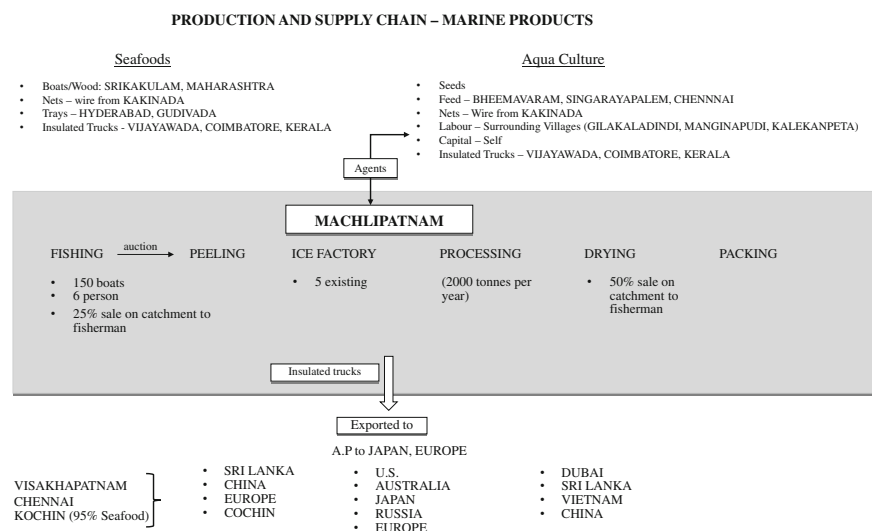 PRODUCTION AND SUPPLY CHAIN – MARINE PRODUCTS
Seafoods
• Boats/Wood: SRIKAKULAM, MAHARASHTRA
• Nets – wire from KAKINADA
• Trays – HYDERABAD, GUDIVADA
• Insulated Trucks - VIJAYAWADA, COIMBATORE, KERALA
Aqua Culture
• Seeds
• Feed – BHEEMAVARAM, SINGARAYAPALEM, CHENNNAI
• Nets – Wire from KAKINADA
• Labour – Surrounding Villages (GILAKALADINDI, MANGINAPUDI, KALEKANPETA)
• Capital – Self
• Insulated Trucks – VIJAYAWADA, COIMBATORE, KERALA
Agents
MACHLIPATNAM
FISHING
auction
PEELING
ICE FACTORY
PROCESSING
DRYING
PACKING
• 150 boats
• 6 person
• 25% sale on catchment to
fisherman
• 5 existing
(2000 tonnes per
year)
• 50% sale on
catchment to
fisherman
Insulated trucks
Exported to
A.P to JAPAN, EUROPE
VISAKHAPATNAM
CHENNAI
KOCHIN (95% Seafood)
• SRI LANKA
• CHINA
• EUROPE
• COCHIN
• U.S.
• AUSTRALIA
• JAPAN
• RUSSIA
• EUROPE
• DUBAI
• SRI LANKA
• VIETNAM
• CHINA